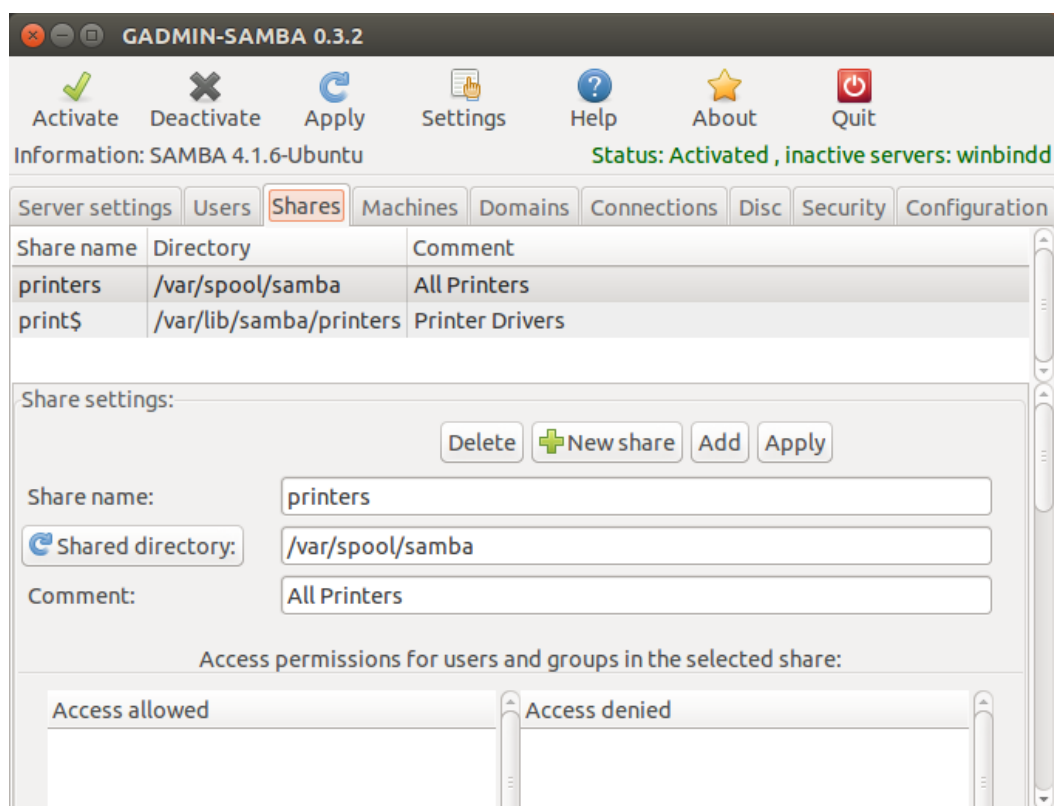 GADMIN-SAMBA 0.3.2
Activate Deactivate Apply Settings Help About Quit
Information: SAMBA 4.1.6-Ubuntu Status: Activated , inactive servers: winbindd
Server settings Users Shares Machines Domains Connections Disc Security Configuration
Share name Directory Comment
printers /var/spool/samba All Printers
print$ /var/lib/samba/printers Printer Drivers
Share settings:
Delete New share Add Apply
Share name: printers
Shared directory: /var/spool/samba
Comment: All Printers
Access permissions for users and groups in the selected share:
Access allowed Access denied